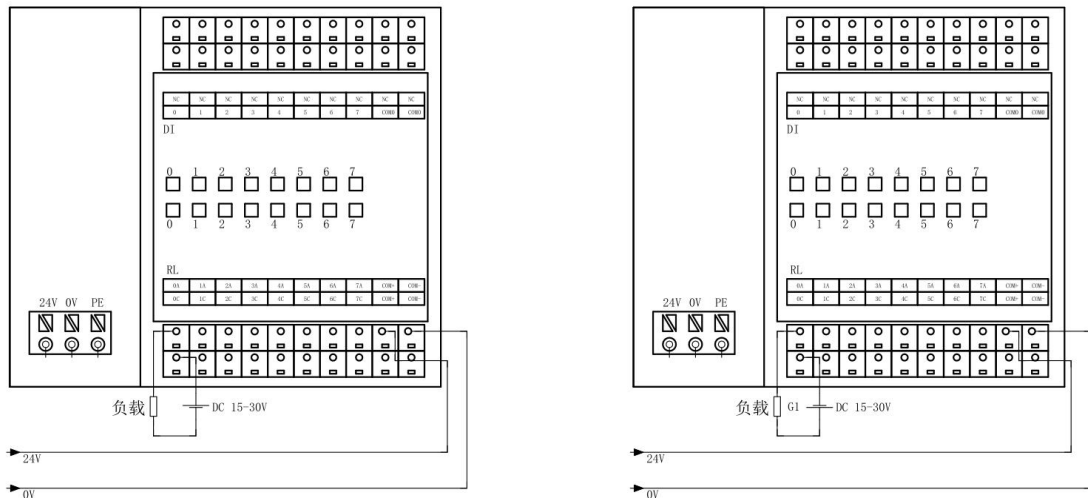 NC NC NC NC NC NC NC NC NC NC
0 1 2 3 4 5 6 7 COM0 COM0
DI
0 1 2 3 4 5 6 7
0 1 2 3 4 5 6 7
RL
0A 1A 2A 3A 4A 5A 6A 7A COM+ COM-
0C 1C 2C 3C 4C 5C 6C 7C COM+ COM-
24V 0V PE
负载
DC 15-30V
24V
0V
NC NC NC NC NC NC NC NC NC NC
0 1 2 3 4 5 6 7 COM0 COM0
DI
0 1 2 3 4 5 6 7
0 1 2 3 4 5 6 7
RL
0A 1A 2A 3A 4A 5A 6A 7A COM+ COM-
0C 1C 2C 3C 4C 5C 6C 7C COM+ COM-
24V 0V PE
负载 G1 DC 15-30V
24V
0V